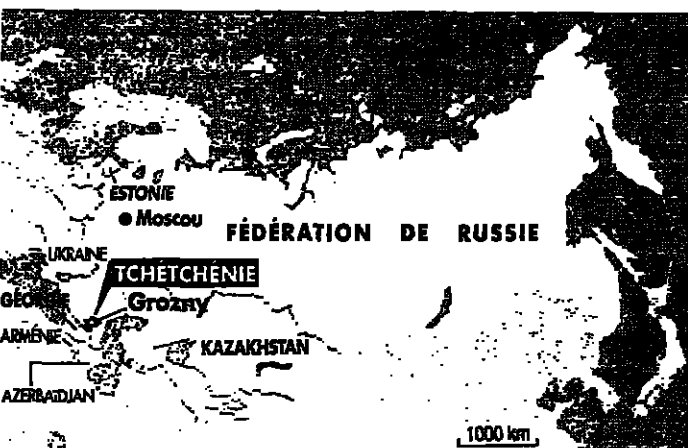 ESTONIE
Moscou
FÉDÉRATION DE RUSSIE
UKRAINE
TCHÉTCHÉNIE
GÉORGIE
Grozny
ARMÉNIE
KAZAKHSTAN
AZERBAÏDJAN
1000 km